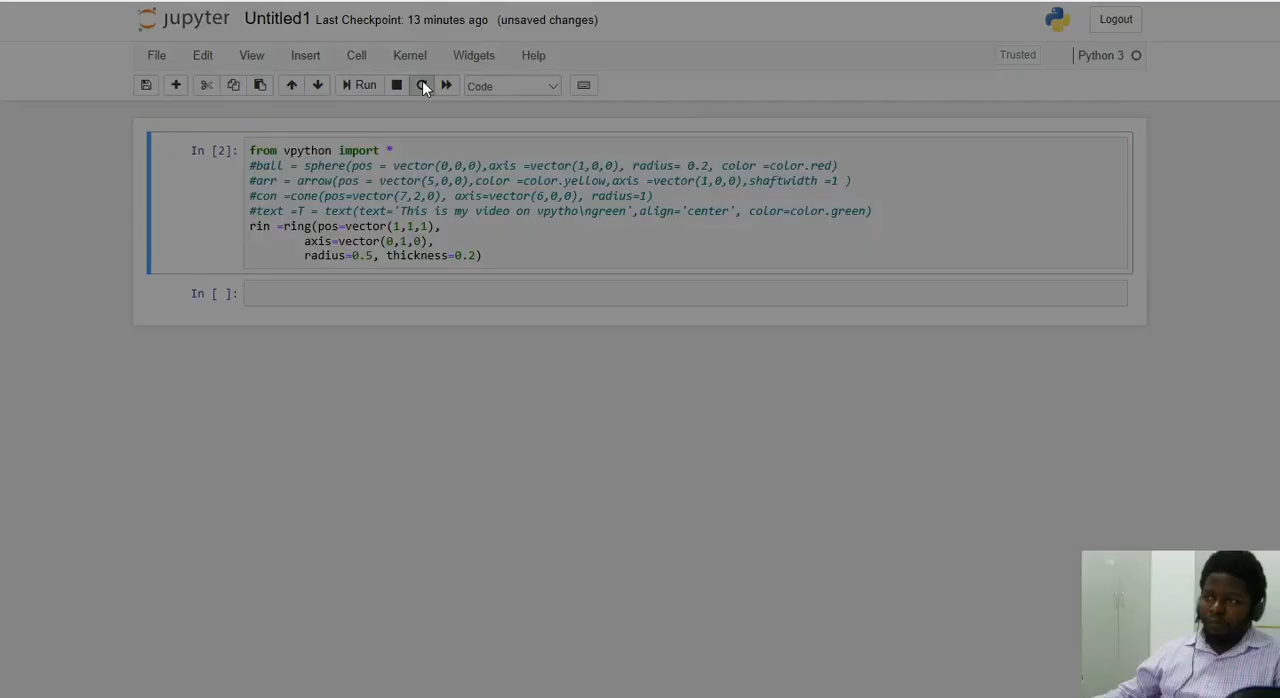 jupyter Untitled1 Last Checkpoint: 13 minutes ago (unsaved changes) Logout
File Edit View Insert Cell Kernel Widgets Help Trusted Python 3
Run Code
In [2]: from vpython import *
#ball = sphere(pos = vector(0,0,0),axis =vector(1,0,0), radius= 0.2, color =color.red)
#arr = arrow(pos = vector(5,0,0),color =color.yellow,axis =vector(1,0,0),shaftwidth =1 )
#con =cone(pos=vector(7,2,0), axis=vector(6,0,0), radius=1)
#text =T = text(text='This is my video on vpytho\ngreen',align='center', color=color.green)
rin =ring(pos=vector(1,1,1),
axis=vector(0,1,0),
radius=0.5, thickness=0.2)
In [ ]: